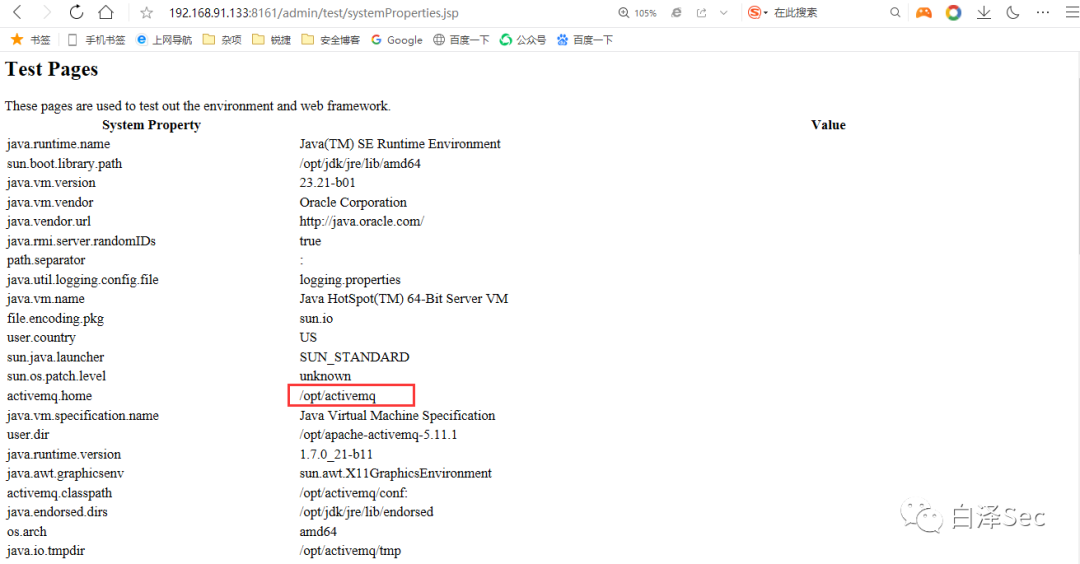 192.168.91.133:8161/admin/test/systemProperties.jsp 105% 在此搜索
书签 手机书签 上网导航 杂项 锐捷 安全博客 Google 百度一下 公众号 百度一下
Test Pages
These pages are used to test out the environment and web framework.
System Property Value
java.runtime.name Java(TM) SE Runtime Environment
sun.boot.library.path /opt/jdk/jre/lib/amd64
java.vm.version 23.21-b01
java.vm.vendor Oracle Corporation
java.vendor.url http://java.oracle.com/
java.rmi.server.randomIDs true
path.separator :
java.util.logging.config.file logging.properties
java.vm.name Java HotSpot(TM) 64-Bit Server VM
file.encoding.pkg sun.io
user.country US
sun.java.launcher SUN_STANDARD
sun.os.patch.level unknown
activemq.home /opt/activemq
java.vm.specification.name Java Virtual Machine Specification
user.dir /opt/apache-activemq-5.11.1
java.runtime.version 1.7.0_21-b11
java.awt.graphicsenv sun.awt.X11GraphicsEnvironment
activemq.classpath /opt/activemq/conf:
java.endorsed.dirs /opt/jdk/jre/lib/endorsed
os.arch amd64
java.io.tmpdir /opt/activemq/tmp
白泽Sec